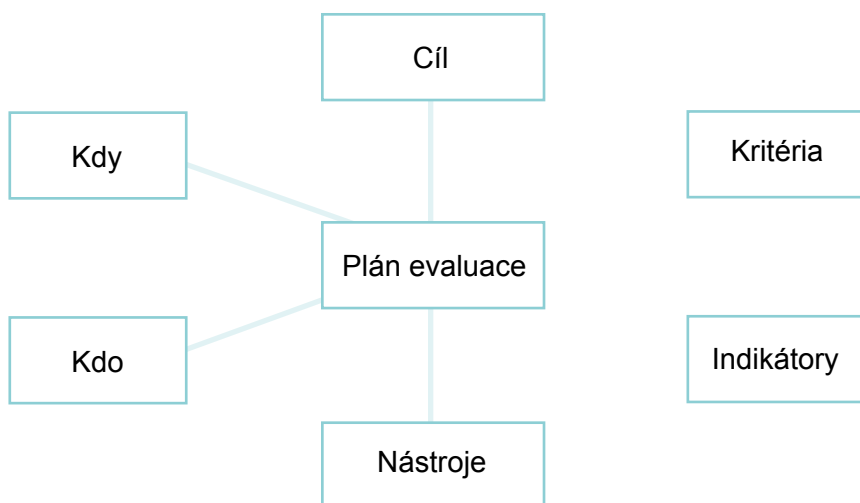 Cíl
Kdy
Kritéria
Plán evaluace
Kdo
Indikátory
Nástroje